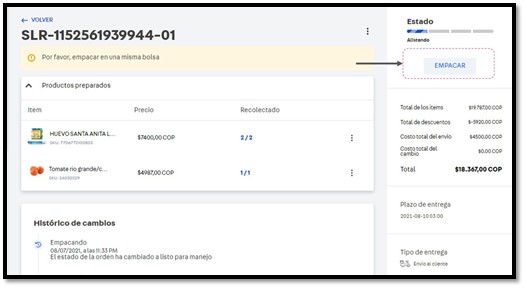 ← VOLVER
SLR-1152561939944-01
Por favor, empacar en una misma bolsa
Productos preparados
Item Precio Recolectado
HUEVO SANTA ANITA L...
$7400,00 COP 2 / 2
Tomate rio grande/c...
$4987,00 COP 1 / 1
Histórico de cambios
Empacando
08/07/2021, a las 11:33 PM
El estado de la orden ha cambiado a listo para manejo
Estado
Alistando
EMPACAR
Total de los items $19.787,00 COP
Total de descuentos $-5920,00 COP
Costo total del envío $4500,00 COP
Costo total del cambio $0,00 COP
Total $18.367,00 COP
Plazo de entrega
2021-08-10 03:00
Tipo de entrega
Envío al cliente